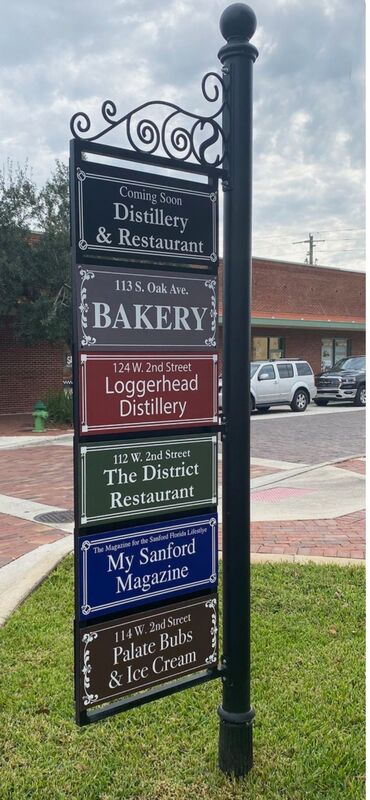 Coming Soon
Distillery
& Restaurant
113 S. Oak Ave.
BAKERY
124 W. 2nd Street
Loggerhead
Distillery
112 W. 2nd Street
The District
Restaurant
The Magazine for the Sanford Florida Lifestlye
My Sanford
Magazine
114 W. 2nd Street
Palate Bubs
& Ice Cream